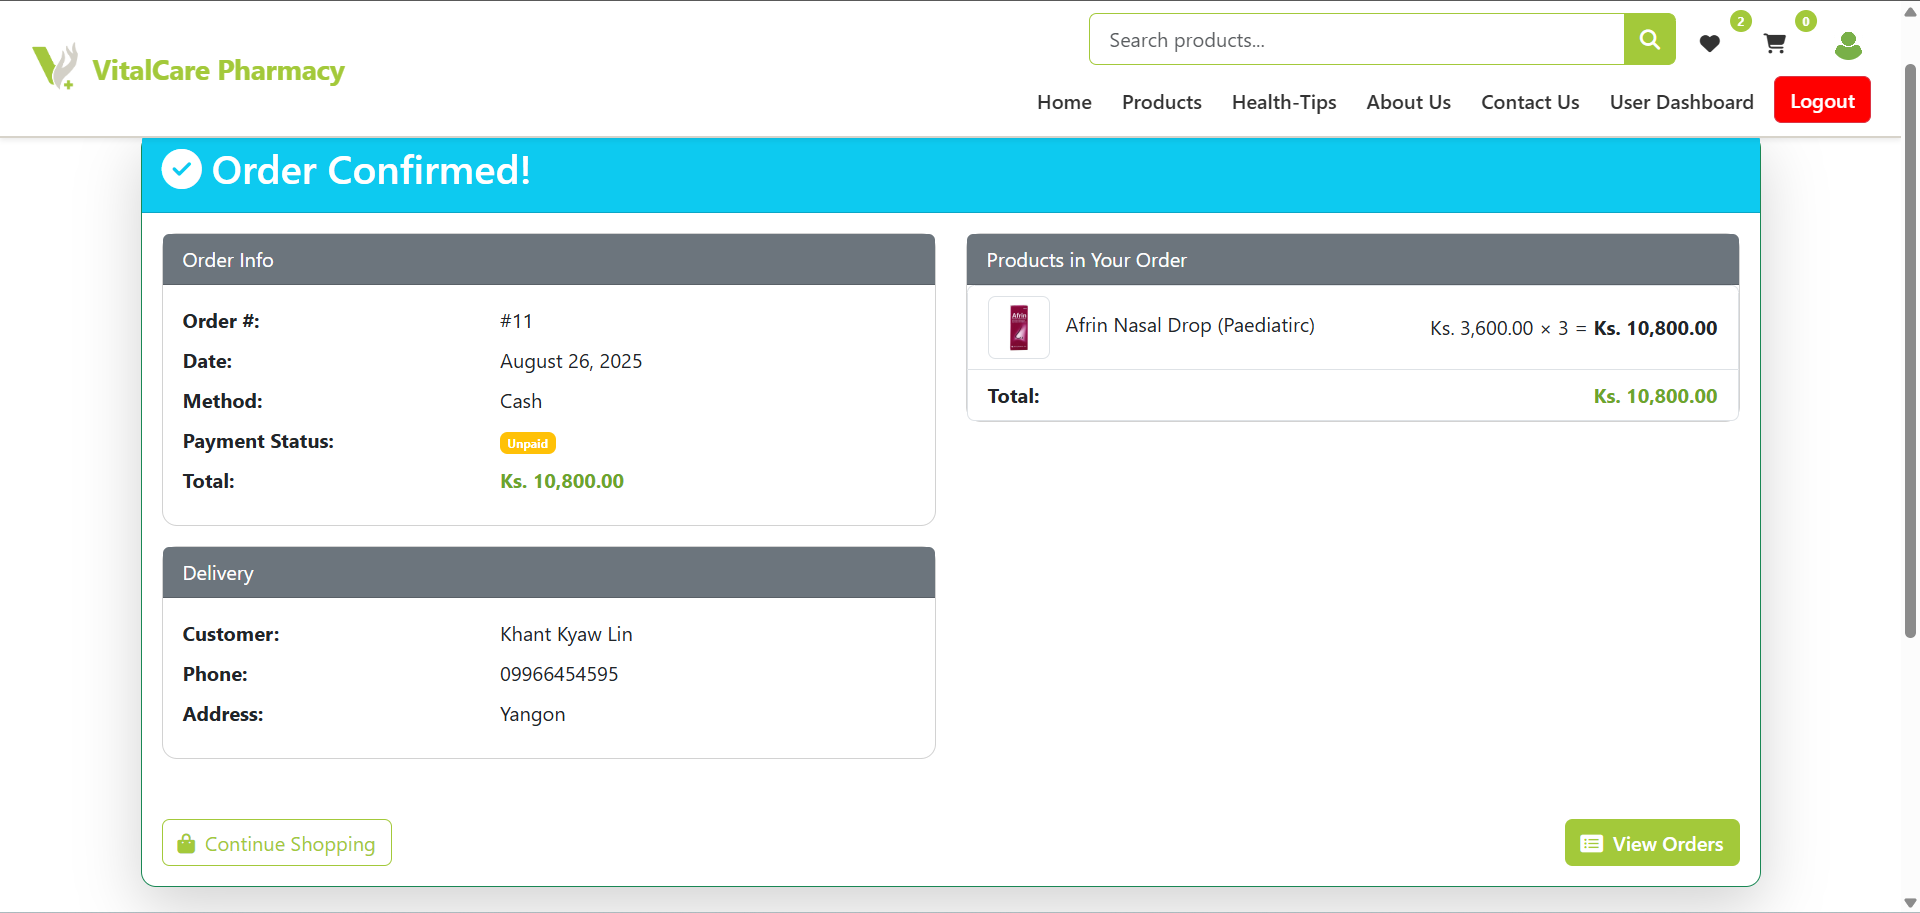 VitalCare Pharmacy
Search products...
2
0
Home Products Health-Tips About Us Contact Us User Dashboard Logout
Order Confirmed!
Order Info
Order #: #11
Date: August 26, 2025
Method: Cash
Payment Status: Unpaid
Total: Ks. 10,800.00
Delivery
Customer: Khant Kyaw Lin
Phone: 09966454595
Address: Yangon
Products in Your Order
Afrin
Afrin Nasal Drop (Paediatirc) Ks. 3,600.00 × 3 = Ks. 10,800.00
Total: Ks. 10,800.00
Continue Shopping
View Orders